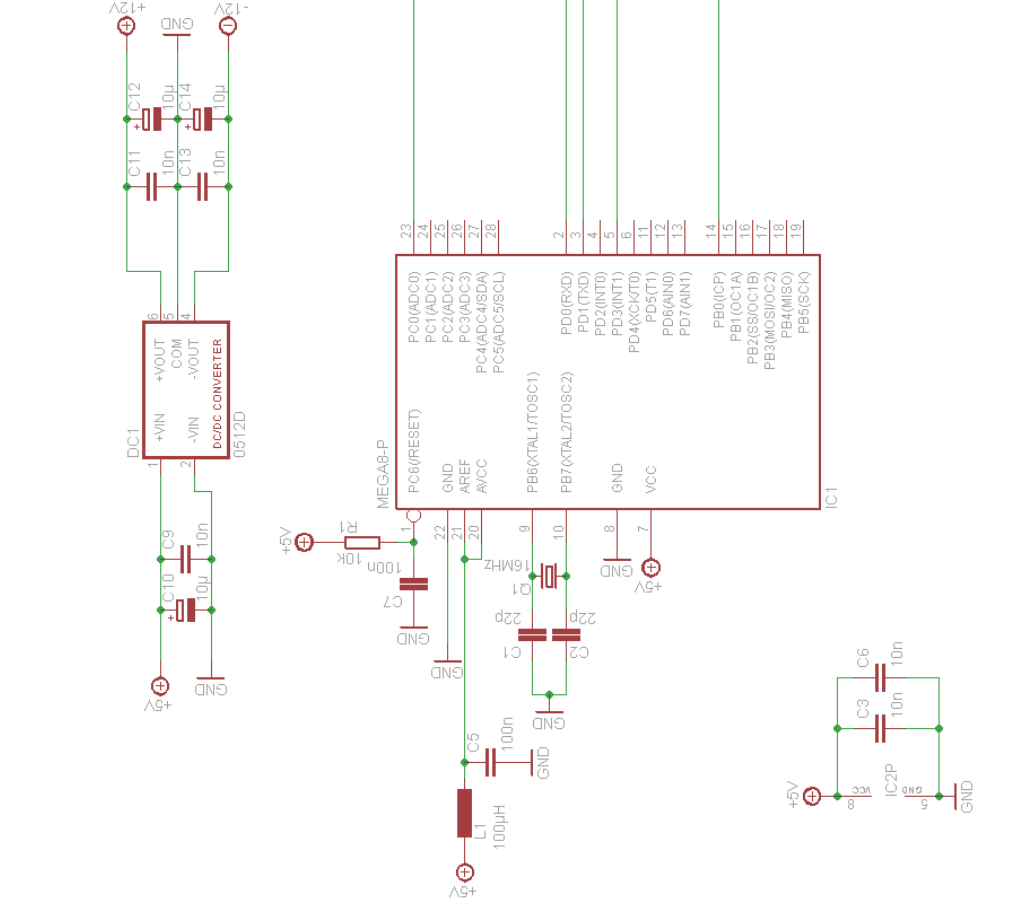 +12V
GND
-12V
C12
10µ
C14
10µ
C11
10n
C13
10n
6
5
4
+VOUT
COM
-VOUT
+VIN
-VIN
DC/DC CONVERTER
DC1
0512D
1
2
C9
10n
C10
10µ
+5V
GND
23
24
25
26
27
28
2
3
4
5
6
11
12
13
14
15
16
17
18
19
PC0(ADC0)
PC1(ADC1)
PC2(ADC2)
PC3(ADC3)
PC4(ADC4/SDA)
PC5(ADC5/SCL)
PD0(RXD)
PD1(TXD)
PD2(INT0)
PD3(INT1)
PD4(XCK/T0)
PD5(T1)
PD6(AIN0)
PD7(AIN1)
PB0(ICP)
PB1(OC1A)
PB2(SS/OC1B)
PB3(MOSI/OC2)
PB4(MISO)
PB5(SCK)
PC6(/RESET)
GND
AREF
AVCC
PB6(XTAL1/TOSC1)
PB7(XTAL2/TOSC2)
GND
VCC
MEGA8-P
IC1
1
22
21
20
9
10
8
7
+5V
R1
10k
100n
C7
GND
GND
16MHz
Q1
22p
22p
C1
C2
GND
GND
+5V
C5
100n
GND
L1
100µH
+5V
C6
10n
C3
10n
+5V
VCC
8
IC2P
GND
5
GND